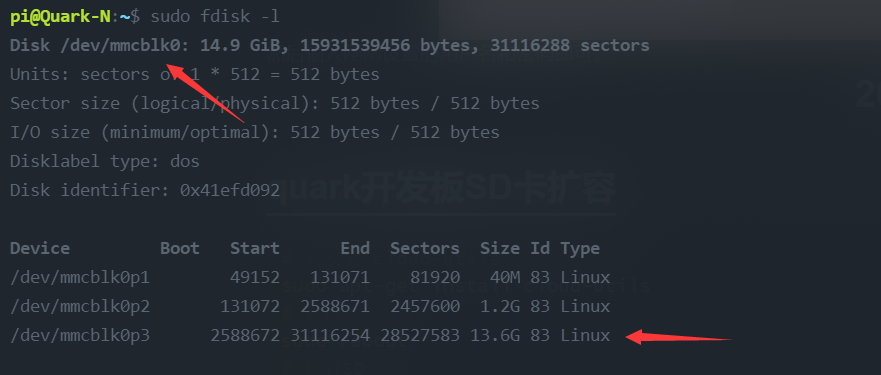 pi@Quark-N:~$ sudo fdisk -l
Disk /dev/mmcblk0: 14.9 GiB, 15931539456 bytes, 31116288 sectors
Units: sectors of 1 * 512 = 512 bytes
Sector size (logical/physical): 512 bytes / 512 bytes
I/O size (minimum/optimal): 512 bytes / 512 bytes
Disklabel type: dos
Disk identifier: 0x41efd092
quark开发板SD卡扩容
Device Boot Start End Sectors Size Id Type
/dev/mmcblk0p1 49152 131071 81920 40M 83 Linux
/dev/mmcblk0p2 131072 2588671 2457600 1.2G 83 Linux
/dev/mmcblk0p3 2588672 31116254 28527583 13.6G 83 Linux